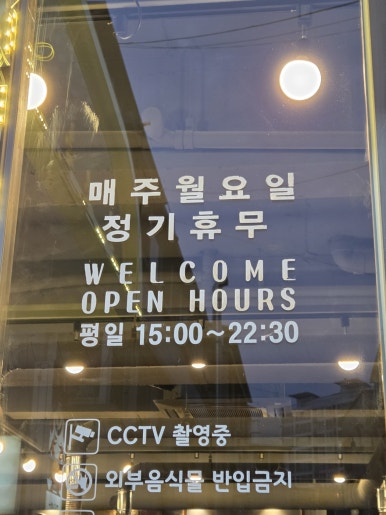 매주월요일
정기휴무
WELCOME
OPEN HOURS
평일 15:00~22:30
CCTV 촬영중
외부음식물 반입금지